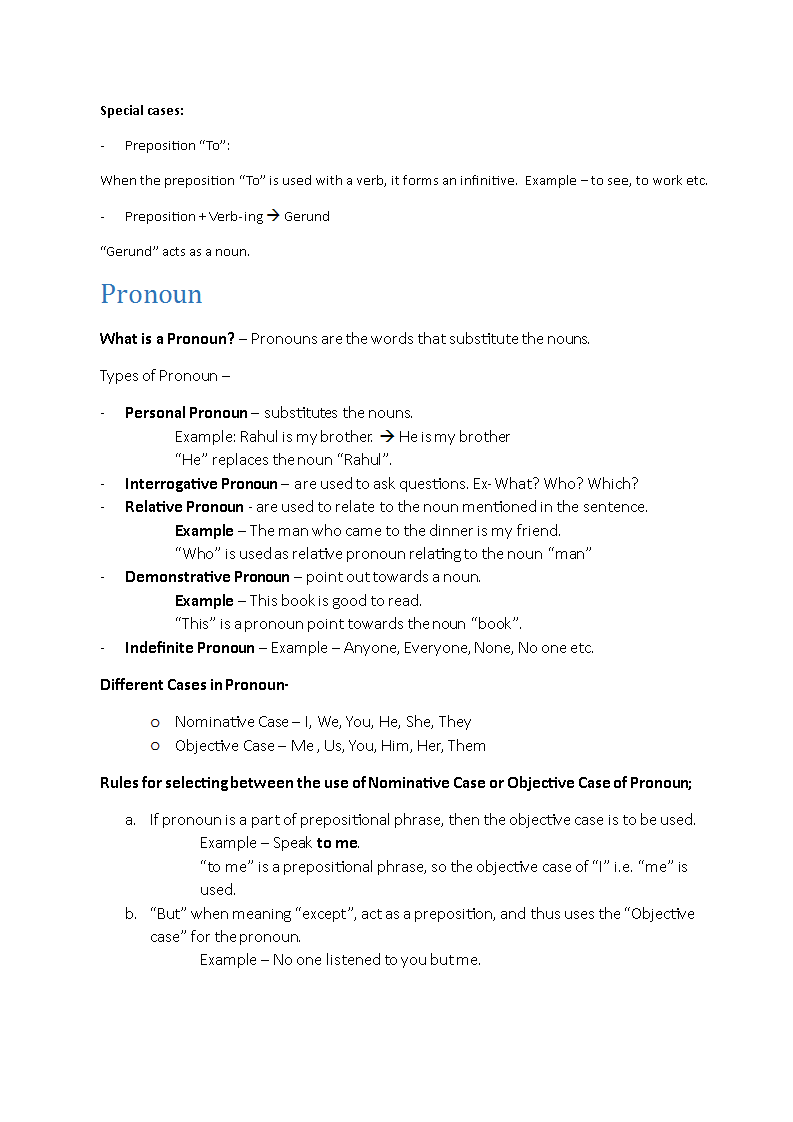 Special cases:
- Preposition “To”:
When the preposition “To” is used with a verb, it forms an infinitive. Example – to see, to work etc.
- Preposition + Verb-ing → Gerund
“Gerund” acts as a noun.
Pronoun
What is a Pronoun? – Pronouns are the words that substitute the nouns.
Types of Pronoun –
- Personal Pronoun – substitutes the nouns.
Example: Rahul is my brother. → He is my brother
“He” replaces the noun “Rahul”.
- Interrogative Pronoun – are used to ask questions. Ex- What? Who? Which?
- Relative Pronoun - are used to relate to the noun mentioned in the sentence.
Example – The man who came to the dinner is my friend.
“Who” is used as relative pronoun relating to the noun “man”
- Demonstrative Pronoun – point out towards a noun.
Example – This book is good to read.
“This” is a pronoun point towards the noun “book”.
- Indefinite Pronoun – Example – Anyone, Everyone, None, No one etc.
Different Cases in Pronoun-
o Nominative Case – I, We, You, He, She, They
o Objective Case – Me , Us, You, Him, Her, Them
Rules for selecting between the use of Nominative Case or Objective Case of Pronoun;
a. If pronoun is a part of prepositional phrase, then the objective case is to be used.
Example – Speak to me.
“to me” is a prepositional phrase, so the objective case of “I” i.e. “me” is
used.
b. “But” when meaning “except”, act as a preposition, and thus uses the “Objective
case” for the pronoun.
Example – No one listened to you but me.